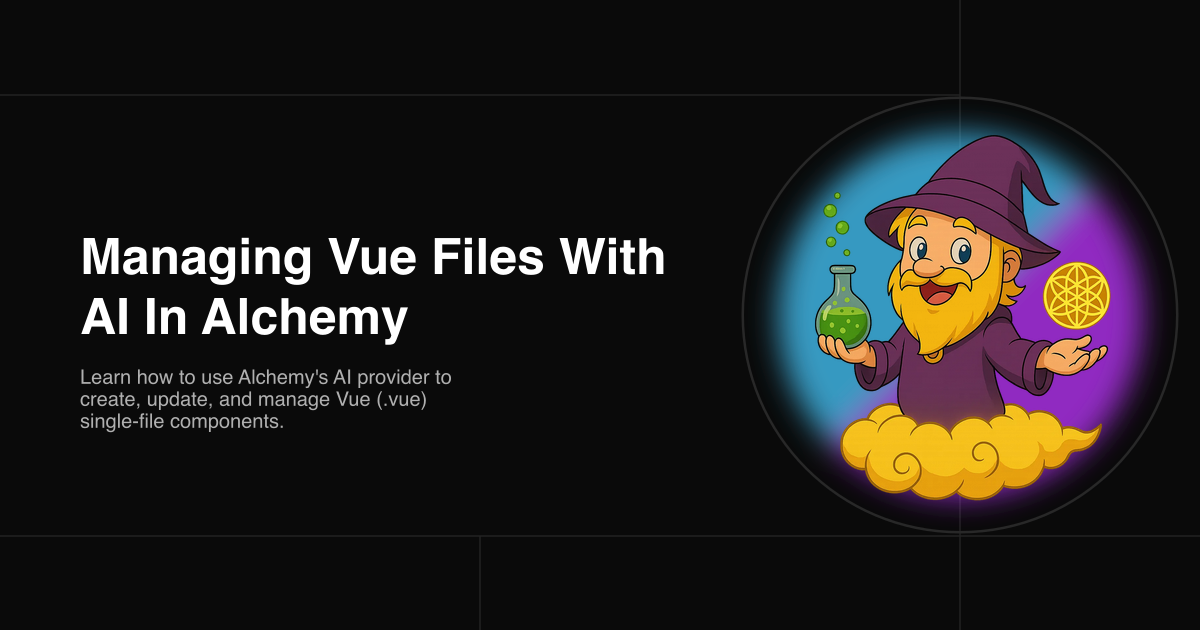 Managing Vue Files With
AI In Alchemy
Learn how to use Alchemy's AI provider to
create, update, and manage Vue (.vue)
single-file components.